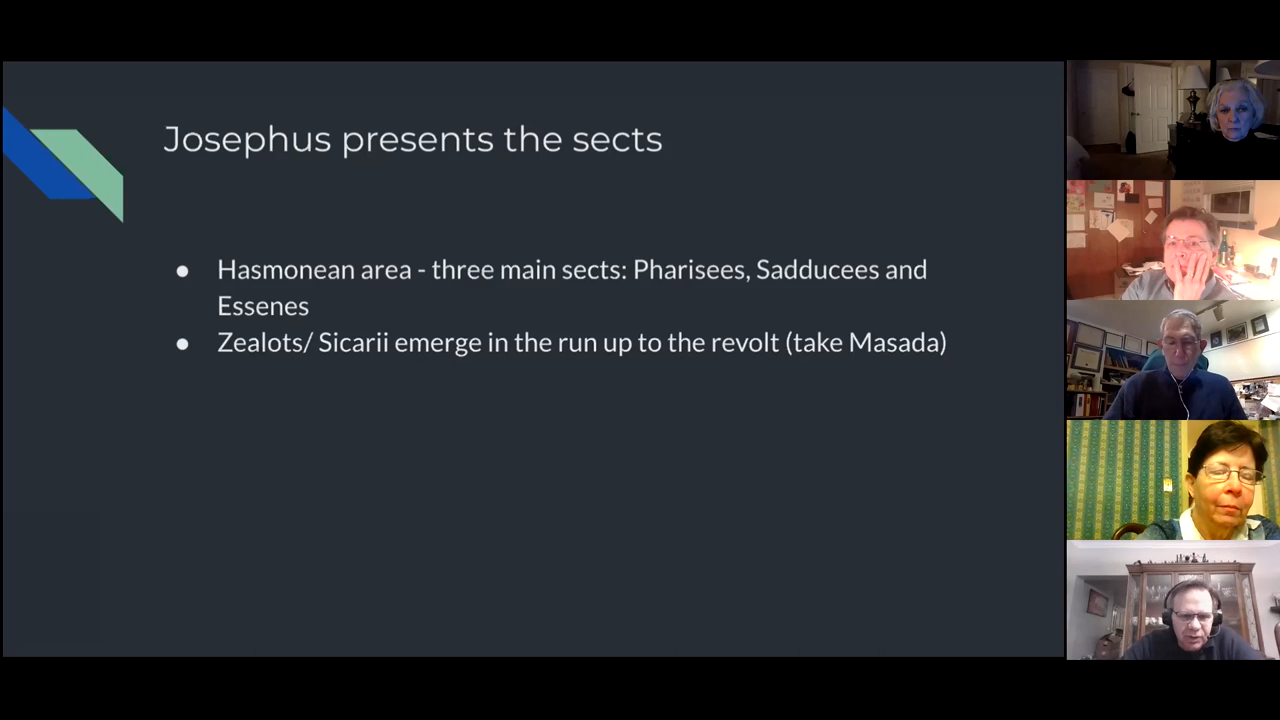 Josephus presents the sects
● Hasmonean area - three main sects: Pharisees, Sadducees and
Essenes
● Zealots/ Sicarii emerge in the run up to the revolt (take Masada)